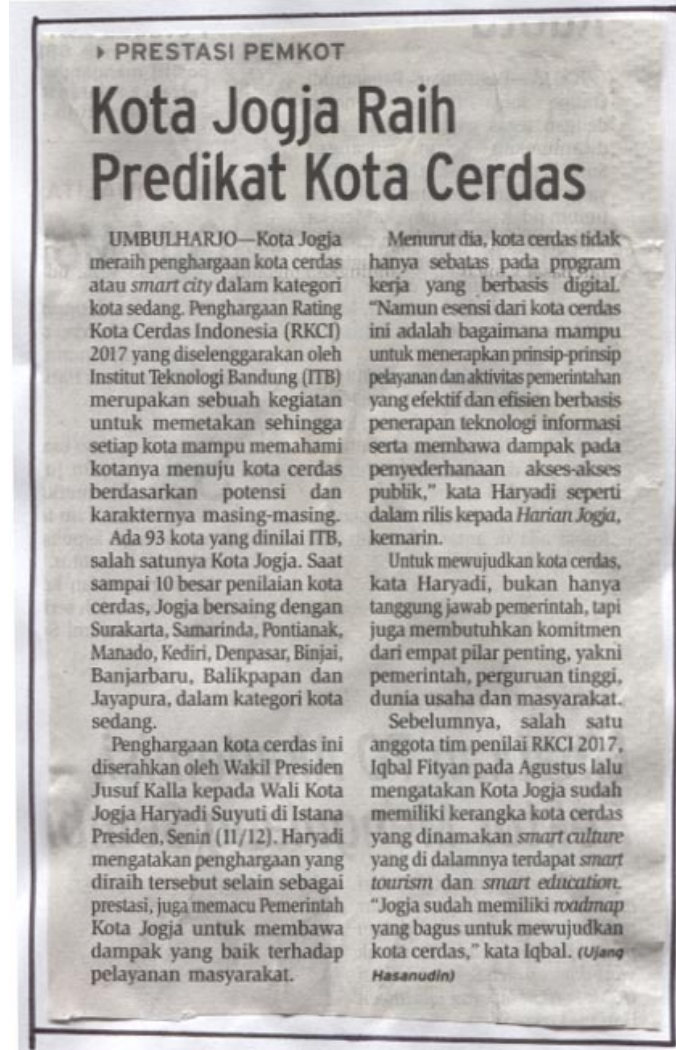 PRESTASI PEMKOT
Kota Jogja Raih
Predikat Kota Cerdas
UMBULHARJO—Kota Jogja
meraih penghargaan kota cerdas
atau smart city dalam kategori
kota sedang. Penghargaan Rating
Kota Cerdas Indonesia (RKCI)
2017 yang diselenggarakan oleh
Institut Teknologi Bandung (ITB)
merupakan sebuah kegiatan
untuk memetakan sehingga
setiap kota mampu memahami
kotanya menuju kota cerdas
berdasarkan potensi dan
karakternya masing-masing.
Ada 93 kota yang dinilai ITB,
salah satunya Kota Jogja. Saat
sampai 10 besar penilaian kota
cerdas, Jogja bersaing dengan
Surakarta, Samarinda, Pontianak,
Manado, Kediri, Denpasar, Binjai,
Banjarbaru, Balikpapan dan
Jayapura, dalam kategori kota
sedang.
Penghargaan kota cerdas ini
diserahkan oleh Wakil Presiden
Jusuf Kalla kepada Wali Kota
Jogja Haryadi Suyuti di Istana
Presiden, Senin (11/12). Haryadi
mengatakan penghargaan yang
diraih tersebut selain sebagai
prestasi, juga memacu Pemerintah
Kota Jogja untuk membawa
dampak yang baik terhadap
pelayanan masyarakat.
Menurut dia, kota cerdas tidak
hanya sebatas pada program
kerja yang berbasis digital.
"Namun esensi dari kota cerdas
ini adalah bagaimana mampu
untuk menerapkan prinsip-prinsip
pelayanan dan aktivitas pemerintahan
yang efektif dan efisien berbasis
penerapan teknologi informasi
serta membawa dampak pada
penyederhanaan akses-akses
publik," kata Haryadi seperti
dalam rilis kepada Harian Jogja,
kemarin.
Untuk mewujudkan kota cerdas,
kata Haryadi, bukan hanya
tanggung jawab pemerintah, tapi
juga membutuhkan komitmen
dari empat pilar penting, yakni
pemerintah, perguruan tinggi,
dunia usaha dan masyarakat.
Sebelumnya, salah satu
anggota tim penilai RKCI 2017,
Iqbal Fityan pada Agustus lalu
mengatakan Kota Jogja sudah
memiliki kerangka kota cerdas
yang dinamakan smart culture
yang di dalamnya terdapat smart
tourism dan smart education.
"Jogja sudah memiliki roadmap
yang bagus untuk mewujudkan
kota cerdas," kata Iqbal. (Ujang
Hasanudin)